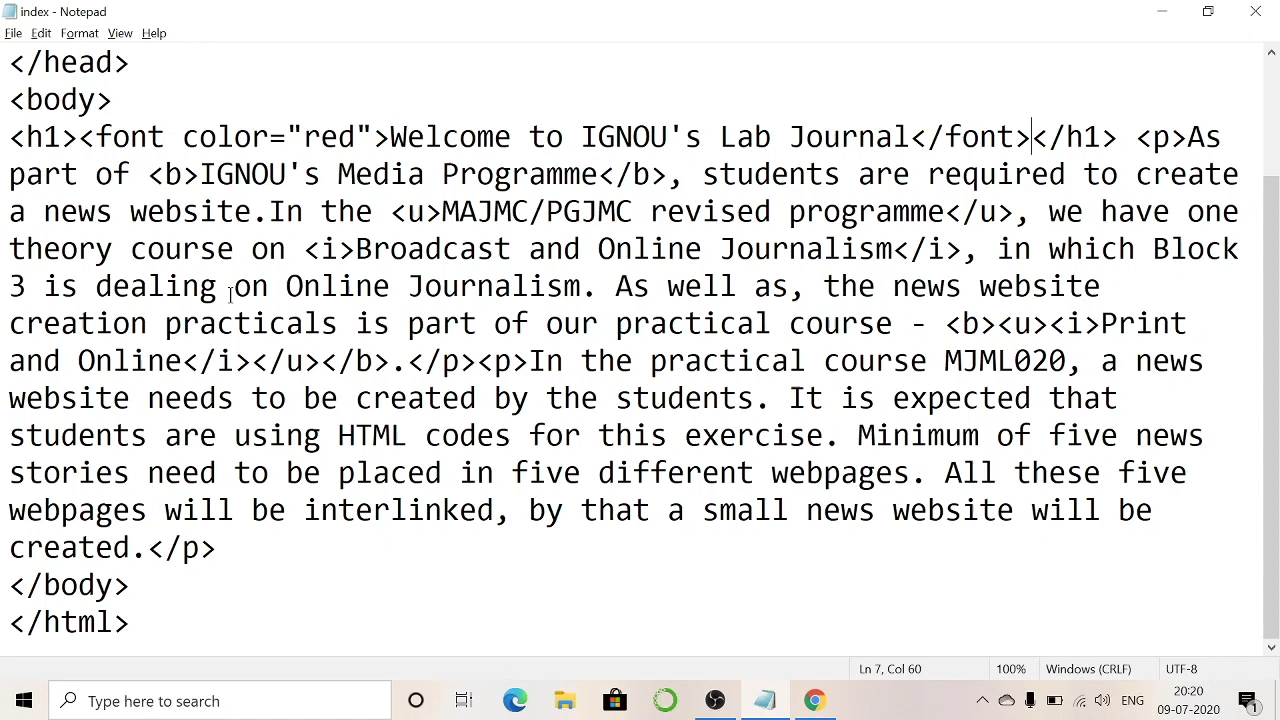 index - Notepad
File Edit Format View Help
</head>
<body>
<h1><font color="red">Welcome to IGNOU's Lab Journal</font></h1> <p>As
part of <b>IGNOU's Media Programme</b>, students are required to create
a news website.In the <u>MAJMC/PGJMC revised programme</u>, we have one
theory course on <i>Broadcast and Online Journalism</i>, in which Block
3 is dealing on Online Journalism. As well as, the news website
creation practicals is part of our practical course - <b><u><i>Print
and Online</i></u></b>.</p><p>In the practical course MJML020, a news
website needs to be created by the students. It is expected that
students are using HTML codes for this exercise. Minimum of five news
stories need to be placed in five different webpages. All these five
webpages will be interlinked, by that a small news website will be
created.</p>
</body>
</html>
Ln 7, Col 60 100% Windows (CRLF) UTF-8
Type here to search
ENG
20:20
09-07-2020
1